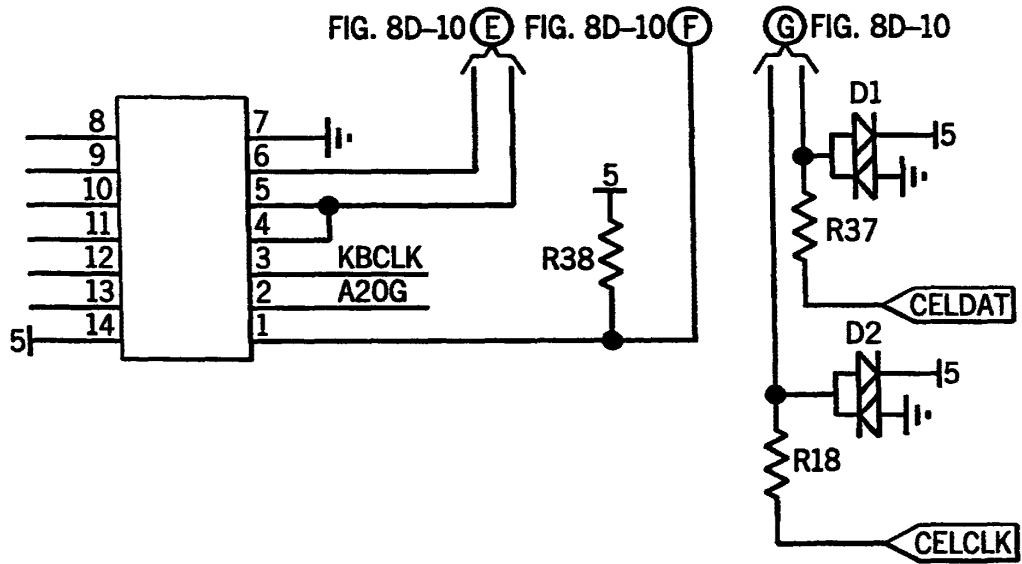 FIG. 8D–10 E FIG. 8D–10 F G FIG. 8D–10
D1
8 7 5
9 6
10 5 5
11 4 R38 R37
12 3 KBCLK
13 2 A20G CELDAT
5 14 1 D2
5
R18
CELCLK